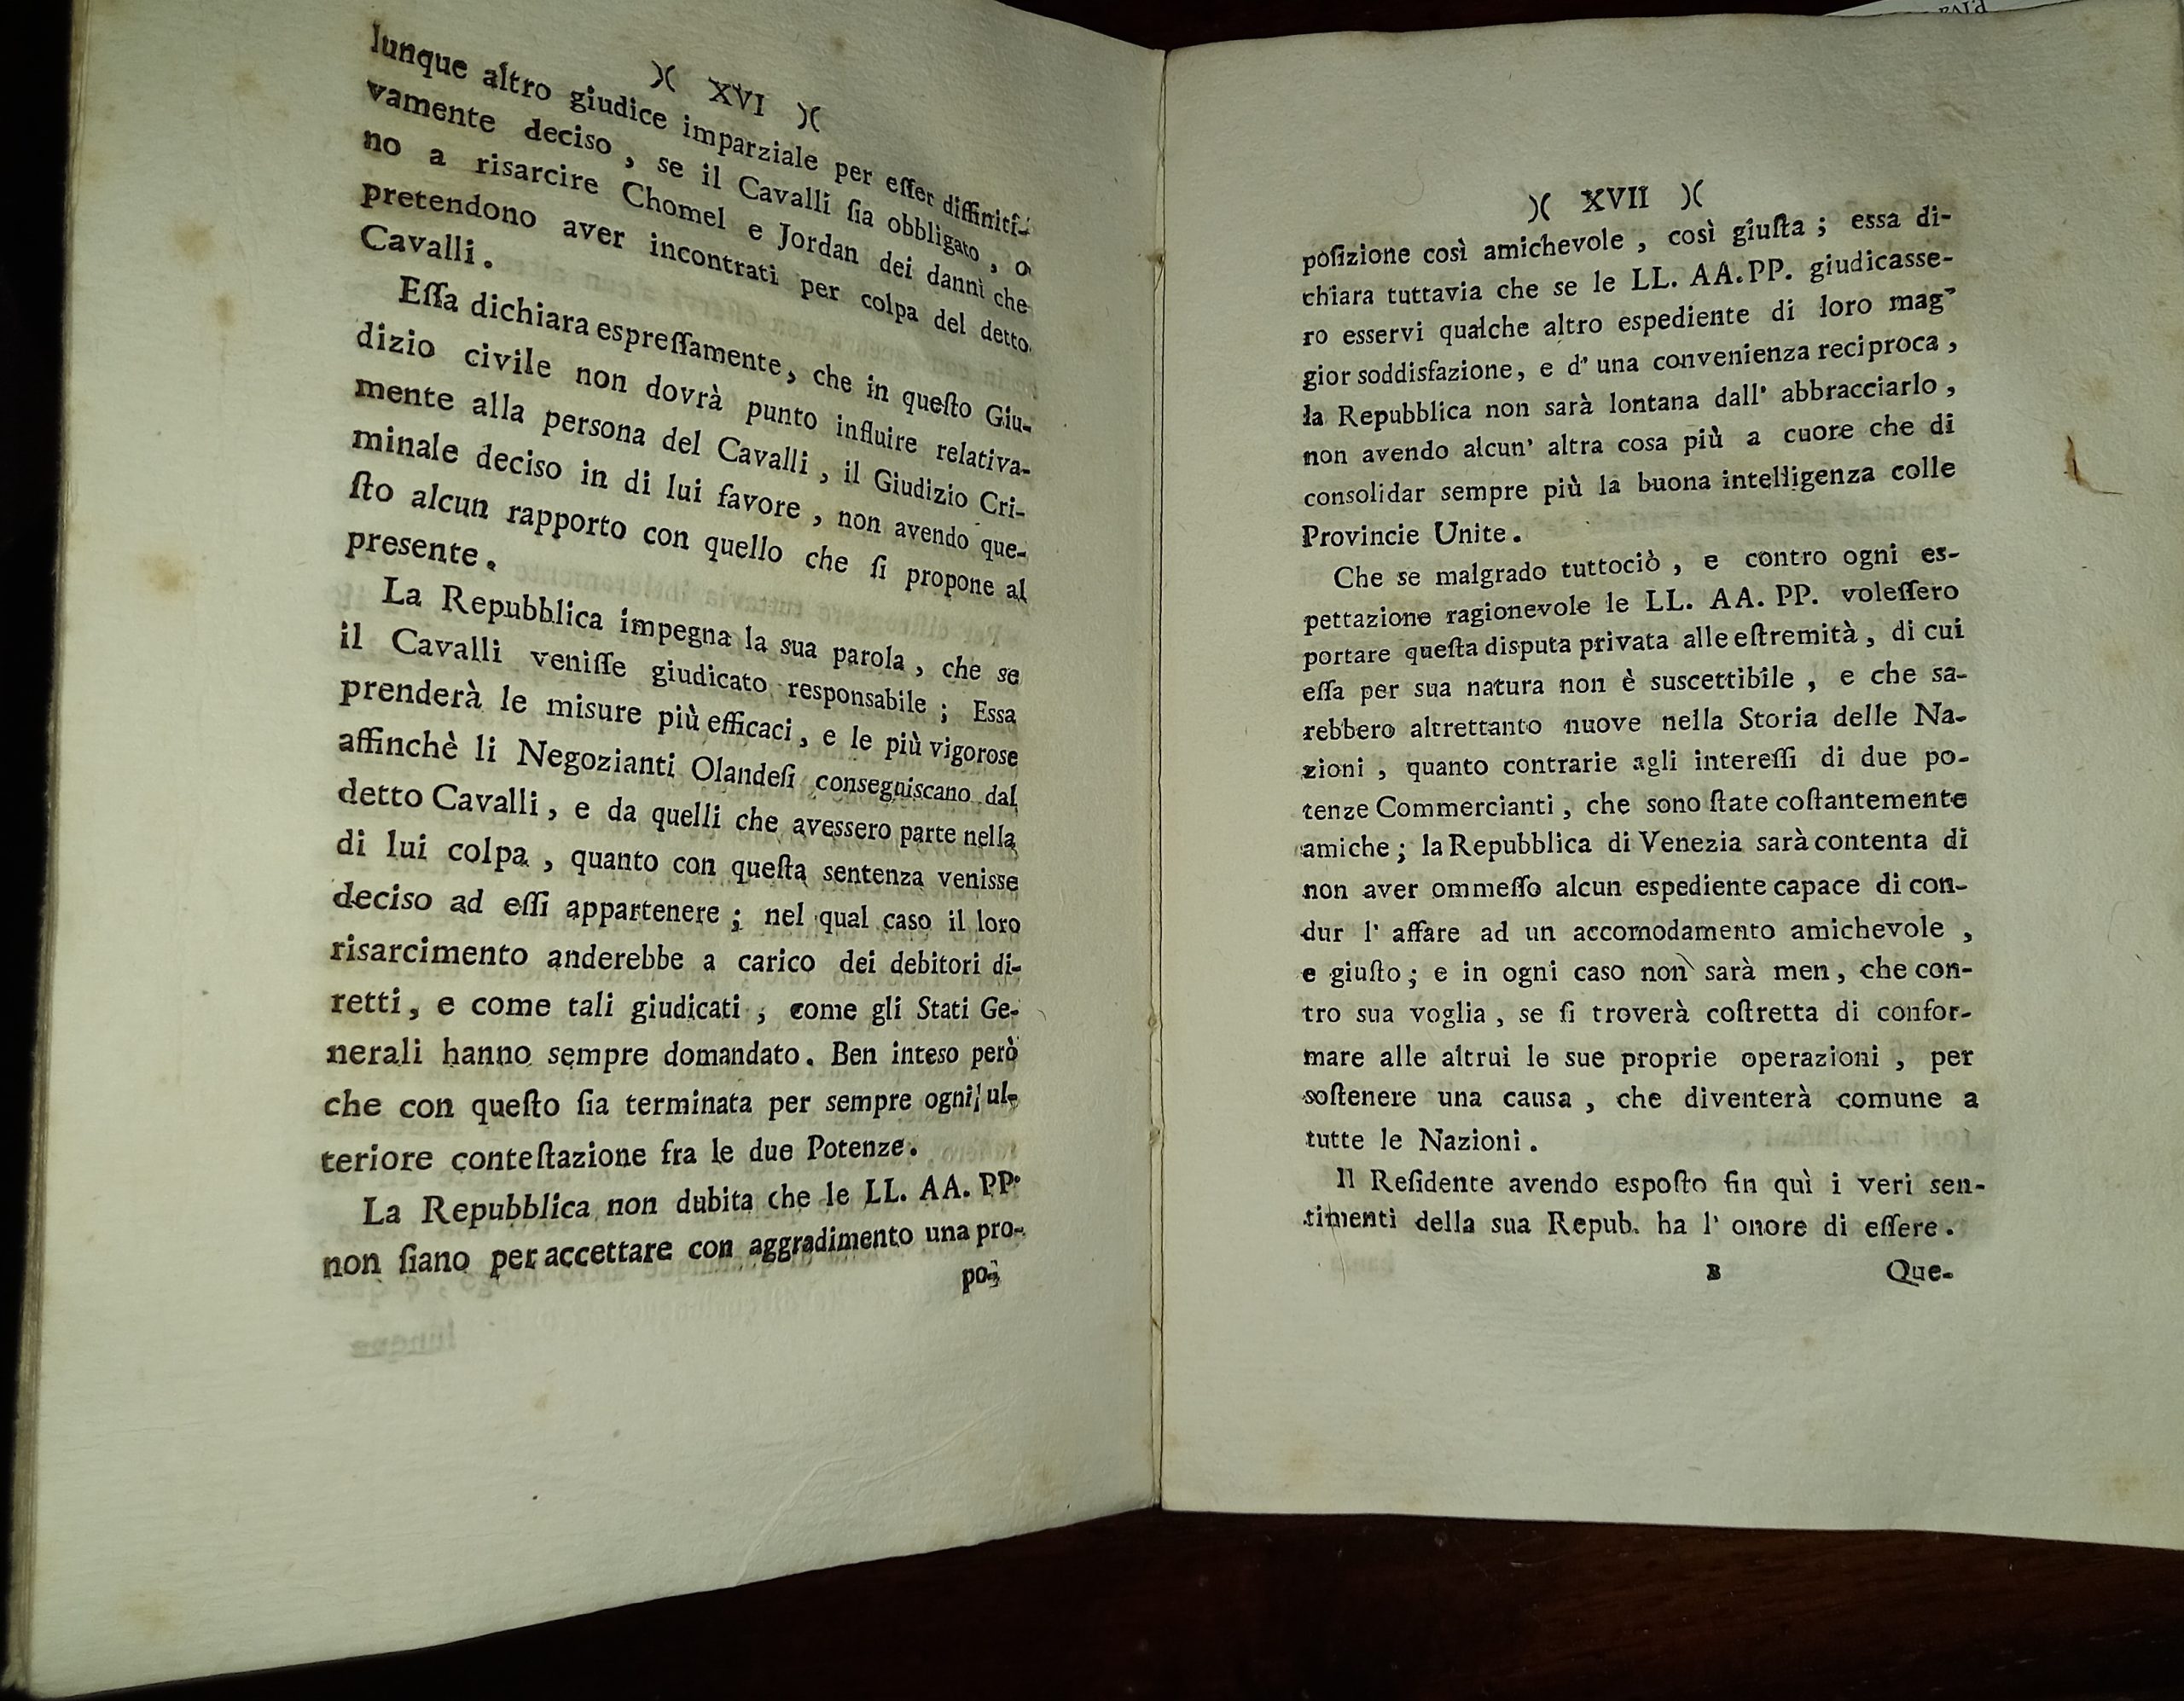 )( XVI )(
lunque altro giudice imparziale per eſſer diffiniti-
vamente deciso, se il Cavalli ſia obbligato, o
no a risarcire Chomel e Jordan dei danni che
pretendono aver incontrati per colpa del detto
Cavalli.
Eſſa dichiara espreſſamente, che in queſto Giu-
dizio civile non dovrà punto influire relativa-
mente alla persona del Cavalli, il Giudizio Cri-
minale deciso in di lui favore, non avendo que-
ſto alcun rapporto con quello che ſi propone al
presente.
La Repubblica impegna la sua parola, che se
il Cavalli veniſſe giudicato responsabile; Essa
prenderà le misure più efficaci, e le più vigorose
affinchè li Negozianti Olandeſi conseguiscano dal
detto Cavalli, e da quelli che avessero parte nella
di lui colpa, quanto con queſta sentenza venisse
deciso ad eſſi appartenere; nel qual caso il loro
risarcimento anderebbe a carico dei debitori di-
retti, e come tali giudicati, come gli Stati Ge-
nerali hanno sempre domandato. Ben inteso però
che con queſto ſia terminata per sempre ogni ul-
teriore conteſtazione fra le due Potenze.
La Repubblica non dubita che le LL. AA. PP.
non ſiano per accettare con aggradimento una pro-
po-
)( XVII )(
poſizione così amichevole, così giuſta; essa di-
chiara tuttavia che se le LL. AA. PP. giudicasse-
ro esservi qualche altro espediente di loro mag-
gior soddisfazione, e d' una convenienza reciproca,
la Repubblica non sarà lontana dall' abbracciarlo,
non avendo alcun' altra cosa più a cuore che di
consolidar sempre più la buona intelligenza colle
Provincie Unite.
Che se malgrado tuttociò, e contro ogni es-
pettazione ragionevole le LL. AA. PP. voleſſero
portare queſta disputa privata alle eſtremità, di cui
eſſa per sua natura non è suscettibile, e che sa-
rebbero altrettanto nuove nella Storia delle Na-
zioni, quanto contrarie agli intereſſi di due po-
tenze Commercianti, che sono ſtate coſtantemente
amiche; la Repubblica di Venezia sarà contenta di
non aver ommeſſo alcun espediente capace di con-
dur l' affare ad un accomodamento amichevole,
e giuſto; e in ogni caso non sarà men, che con-
tro sua voglia, se ſi troverà coſtretta di confor-
mare alle altrui le sue proprie operazioni, per
soſtenere una causa, che diventerà comune a
tutte le Nazioni.
Il Reſidente avendo espoſto fin quì i veri sen-
timenti della sua Repub. ha l' onore di eſſere.
B Que-